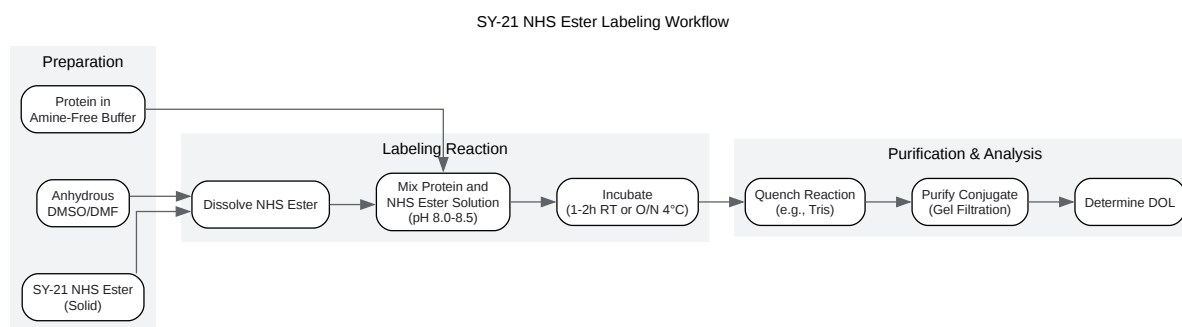 SY-21 NHS Ester Labeling Workflow
Preparation
Protein in
Amine-Free Buffer
Anhydrous
DMSO/DMF
SY-21 NHS Ester
(Solid)
Labeling Reaction
Dissolve NHS Ester
Mix Protein and
NHS Ester Solution
(pH 8.0-8.5)
Incubate
(1-2h RT or O/N 4°C)
Purification & Analysis
Quench Reaction
(e.g., Tris)
Purify Conjugate
(Gel Filtration)
Determine DOL